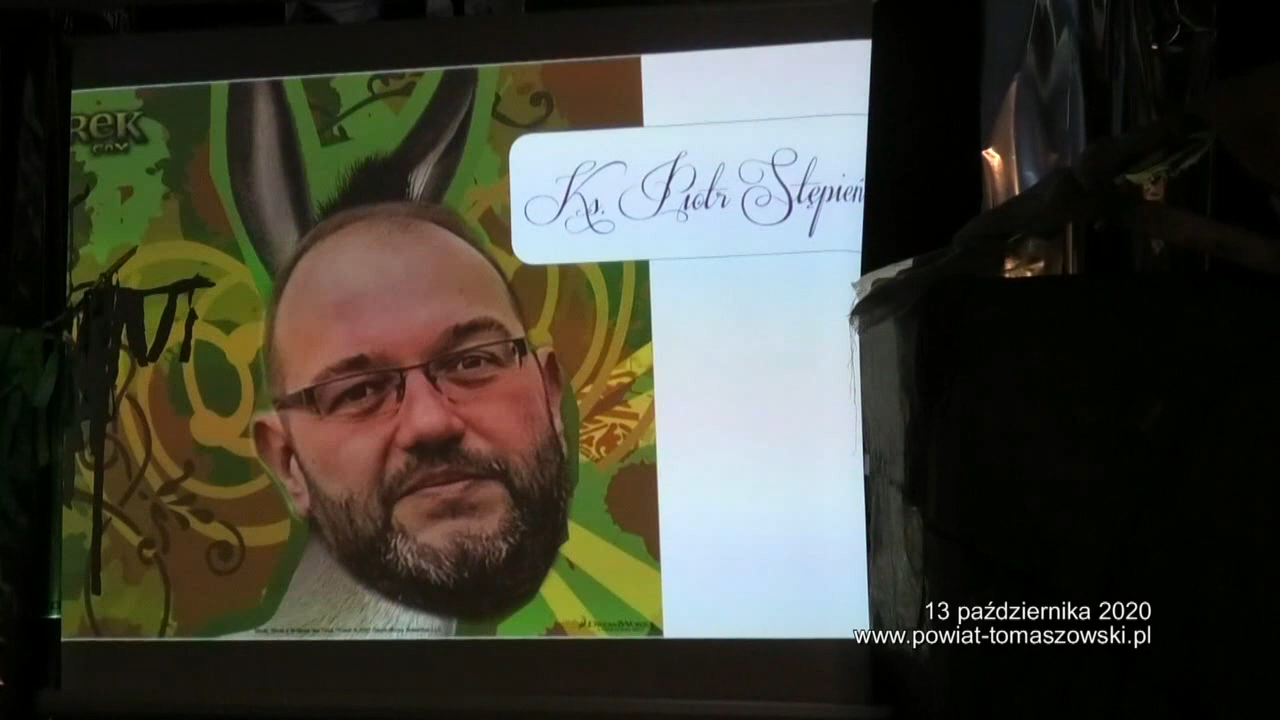 REK
Ks. Piotr Stępień
13 października 2020
www.powiat-tomaszowski.pl